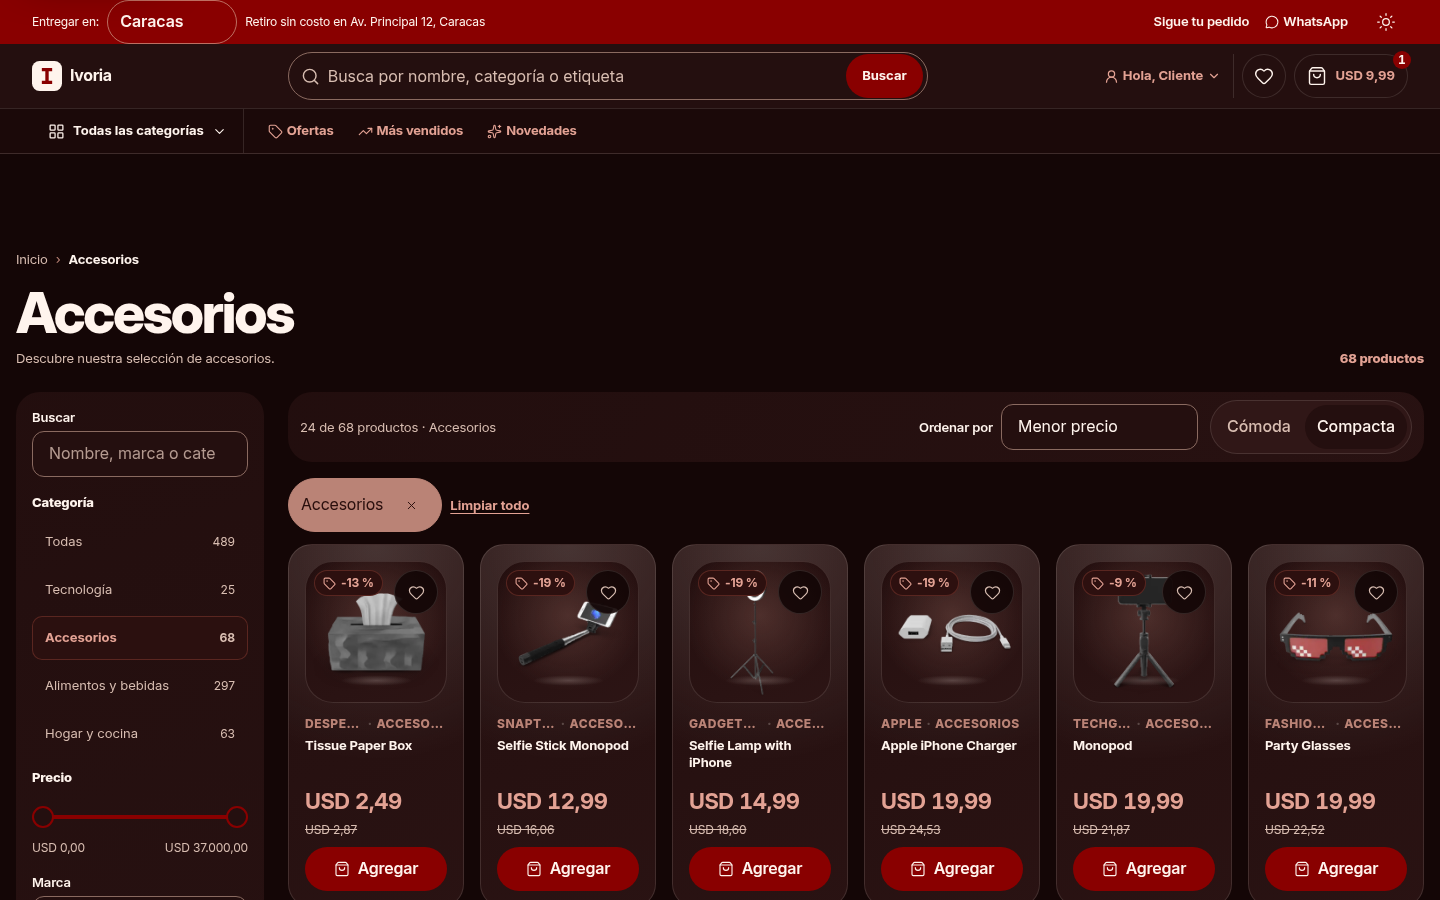 Entregar en: Caracas Retiro sin costo en Av. Principal 12, Caracas Sigue tu pedido WhatsApp
I Ivoria Busca por nombre, categoría o etiqueta Buscar Hola, Cliente USD 9,99 1
Todas las categorías Ofertas Más vendidos Novedades
Inicio › Accesorios
Accesorios
Descubre nuestra selección de accesorios. 68 productos
Buscar
Nombre, marca o cate
Categoría
Todas 489
Tecnología 25
Accesorios 68
Alimentos y bebidas 297
Hogar y cocina 63
Precio
USD 0,00 USD 37.000,00
Marca
24 de 68 productos · Accesorios Ordenar por Menor precio Cómoda Compacta
Accesorios × Limpiar todo
-13 % -19 % -19 % -19 % -9 % -11 %
DESPE... · ACCESO... SNAPT... · ACCESO... GADGET... · ACCE... APPLE · ACCESORIOS TECHG... · ACCESO... FASHIO... · ACCES...
Tissue Paper Box Selfie Stick Monopod Selfie Lamp with iPhone Apple iPhone Charger Monopod Party Glasses
USD 2,49 USD 12,99 USD 14,99 USD 19,99 USD 19,99 USD 19,99
USD 2,87 USD 16,06 USD 18,60 USD 24,53 USD 21,87 USD 22,52
Agregar Agregar Agregar Agregar Agregar Agregar